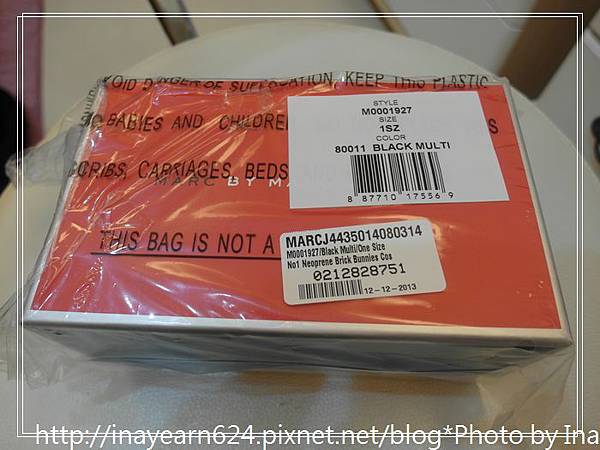 VOID DANGER OF SUFFOCATION, KEEP THIS PLASTIC
BABIES AND CHILDREN
CRIBS, CARRIAGES, BEDS
MARC BY MA
THIS BAG IS NOT A
STYLE
M0001927
SIZE
1SZ
COLOR
80011 BLACK MULTI
8 87710 17556 9
MARCJ4435014080314
M0001927/Black Multi/One Size
No1 Neoprene Brick Bunnies Cos
0212828751
12-12-2013
http://inayearn624.pixnet.net/blog*Photo by Ina